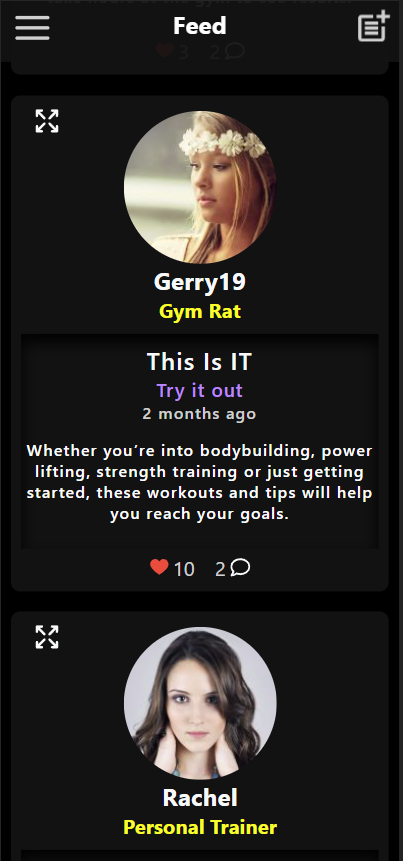 Feed
3 2
Gerry19
Gym Rat
This Is IT
Try it out
2 months ago
Whether you’re into bodybuilding, power
lifting, strength training or just getting
started, these workouts and tips will help
you reach your goals.
10 2
Rachel
Personal Trainer